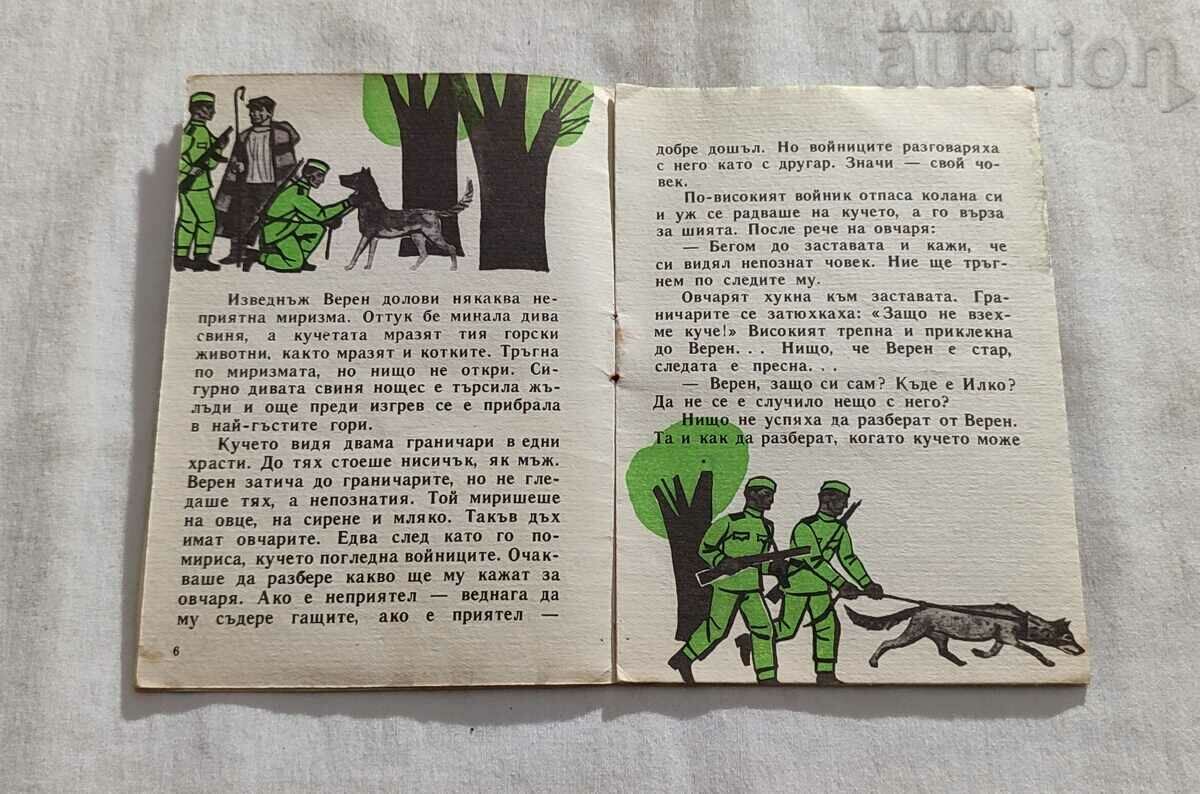 BALKAN
auction
Изведнъж Верен долови някаква не-
приятна миризма. Оттук бе минала дива
свиня, а кучетата мразят тия горски
животни, както мразят и котките. Тръгна
по миризмата, но нищо не откри. Си-
гурно дивата свиня нощес е търсила жъ-
лъди и още преди изгрев се е прибрала
в най-гъстите гори.
Кучето видя двама граничари в едни
храсти. До тях стоеше нисичък, як мъж.
Верен затича до граничарите, но не гле-
даше тях, а непознатия. Той миришеше
на овце, на сирене и мляко. Такъв дъх
имат овчарите. Едва след като го по-
мириса, кучето погледна войниците. Очак-
ваше да разбере какво ще му кажат за
овчаря. Ако е неприятел — веднага да
му съдере гащите, ако е приятел —
6
добре дошъл. Но войниците разговаряха
с него като с другар. Значи — свой чо-
век.
По-високият войник отпаса колана си
и уж се радваше на кучето, а го върза
за шията. После рече на овчаря:
— Бегом до заставата и кажи, че
си видял непознат човек. Ние ще тръг-
нем по следите му.
Овчарят хукна към заставата. Гра-
ничарите се затюхкаха: «Защо не взех-
ме куче!» Високият трепна и приклекна
до Верен... Нищо, че Верен е стар,
следата е пресна...
— Верен, защо си сам? Къде е Илко?
Да не се е случило нещо с него?
Нищо не успяха да разберат от Верен.
Та и как да разберат, когато кучето може